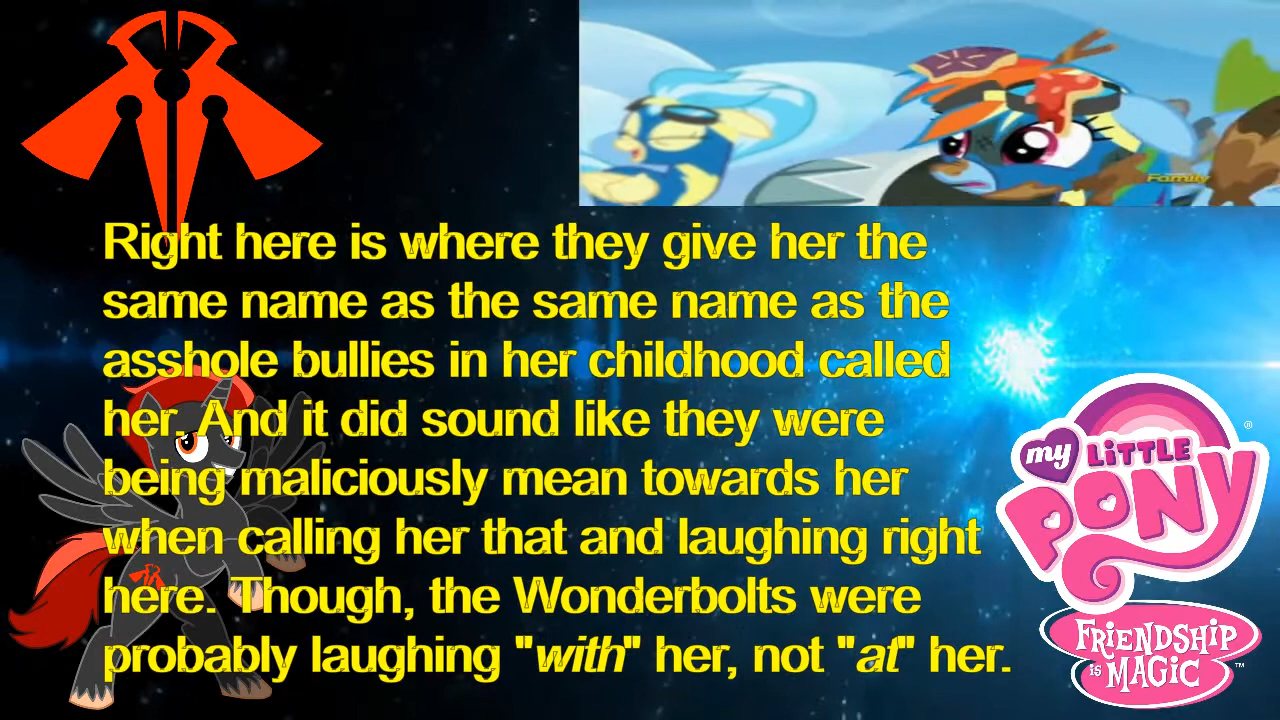 Family
Right here is where they give her the
same name as the same name as the
asshole bullies in her childhood called
her. And it did sound like they were
being maliciously mean towards her
when calling her that and laughing right
here. Though, the Wonderbolts were
probably laughing "with" her, not "at" her.
my LiTTLE
PONY
®
FRiENDSHiP
is MAGiC
™